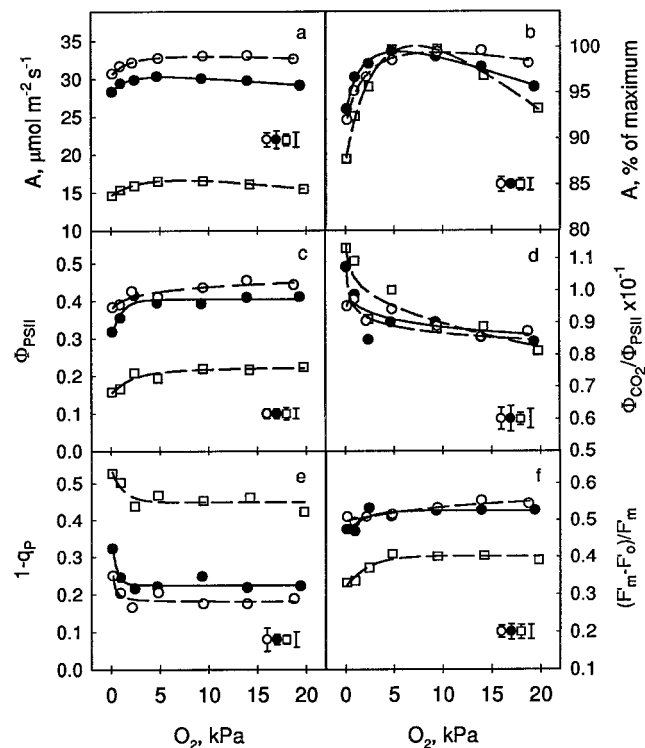 a
b
35
30
25
20
15
10
A, μmol m⁻² s⁻¹
100
95
90
85
80
A, % of maximum
c
d
0.5
0.4
0.3
0.2
0.1
0.0
Φ_PSII
1.1
1.0
0.9
0.8
0.7
0.6
0.5
Φ_CO₂/Φ_PSII x10⁻¹
e
f
0.5
0.4
0.3
0.2
0.1
0.0
1-q_P
0.6
0.5
0.4
0.3
0.2
0.1
(F'_m-F'_o)/F'_m
0 5 10 15 20
0 5 10 15 20
O₂, kPa
O₂, kPa